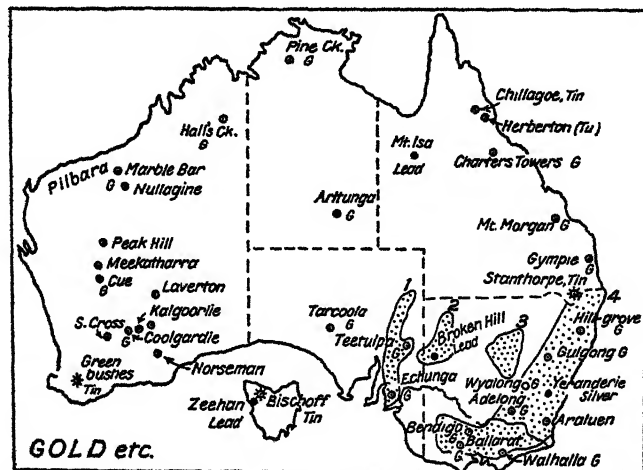 Pine Ck.
G
Chillagoe, Tin
Herberton (Tu)
Hall's Ck.
G
Mt. Isa
Lead
Charters Towers G
Pilbara
Marble Bar
G
Nullagine
Arltunga
G
Mt. Morgan G
Peak Hill
Meekatharra
Cue
G
Laverton
Gympie
G
Stanthorpe, Tin
1
2
3
4
Kalgoorlie
S. Cross
G
Coolgardie
Tarcoola
G
Teetulpa
G
Broken Hill
Lead
Hill-grove
G
Gulgong G
Green
bushes
Tin
Norseman
Echunga
G
Wyalong G
Adelong
G
Yeranderie
Silver
Zeehan
Lead
Bischoff
Tin
Bendigo
G
Ballarat
G
Araluen
G
Walhalla G
GOLD etc.